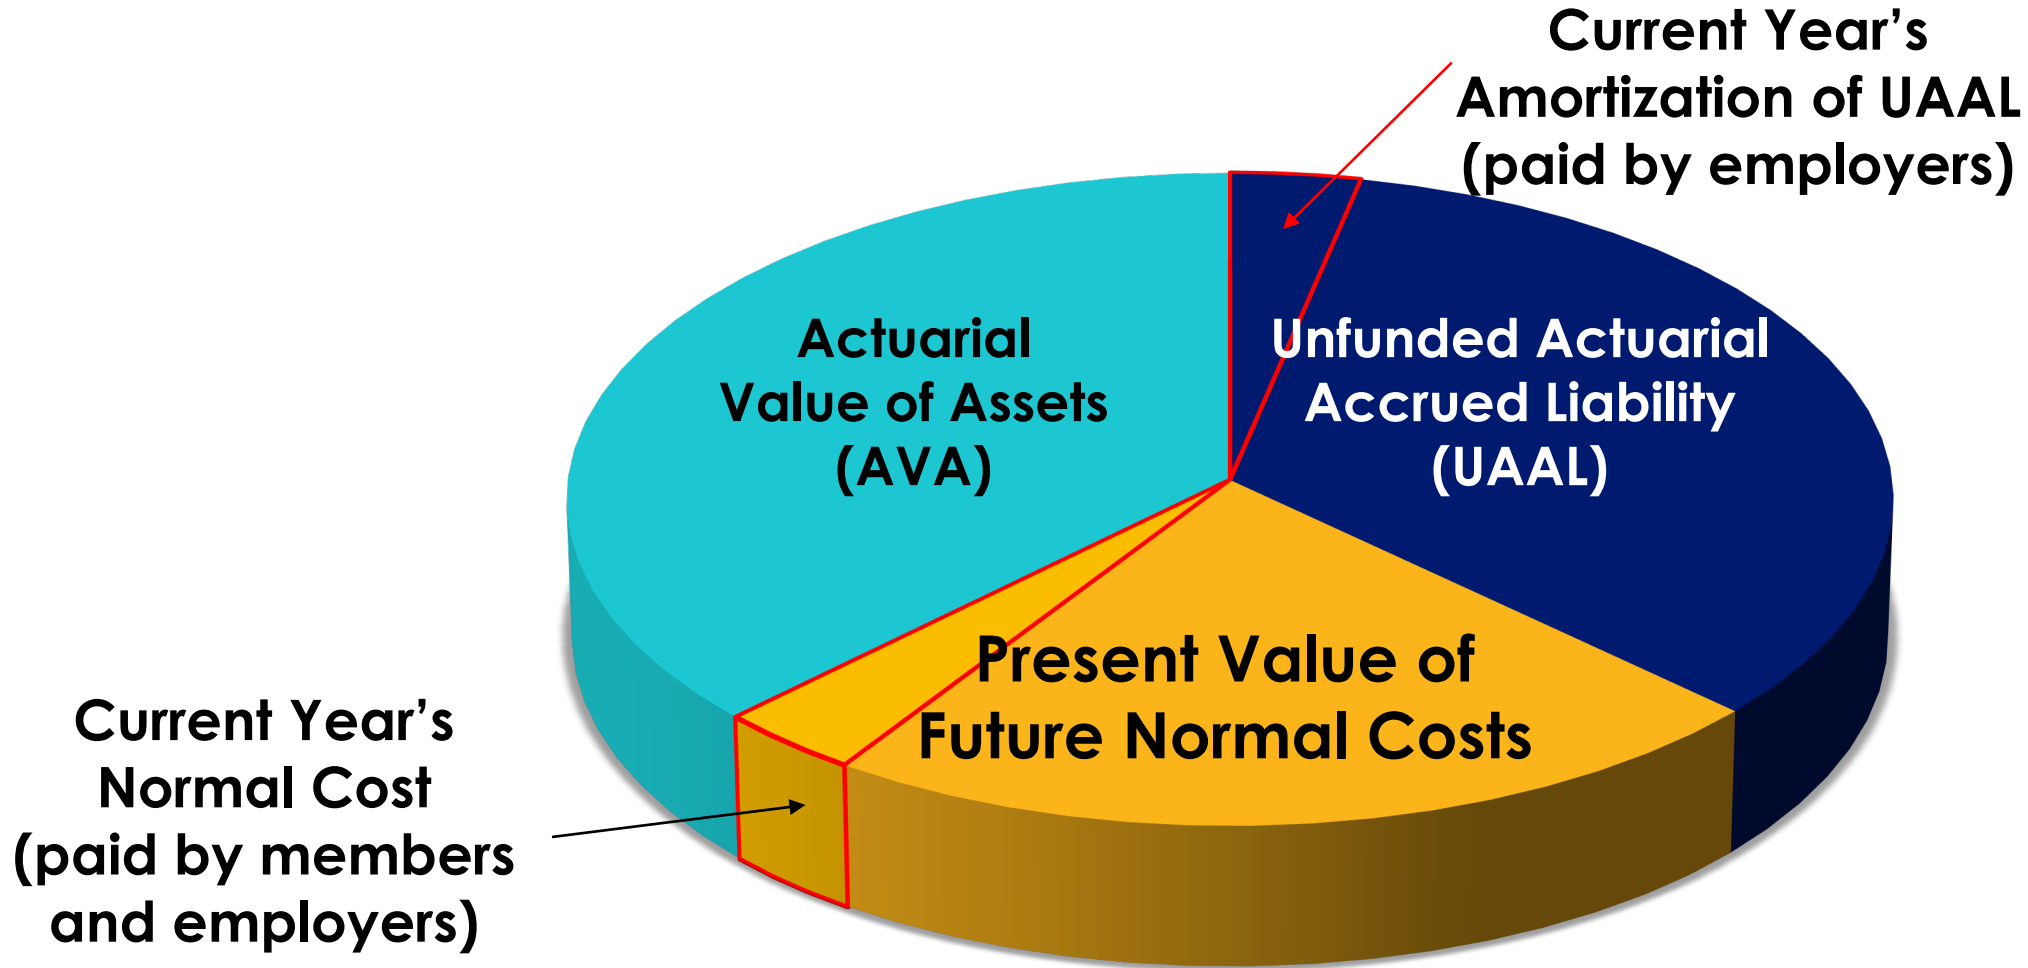 Current Year’s
Amortization of UAAL
(paid by employers)
Actuarial
Value of Assets
(AVA)
Unfunded Actuarial
Accrued Liability
(UAAL)
Present Value of
Future Normal Costs
Current Year’s
Normal Cost
(paid by members
and employers)